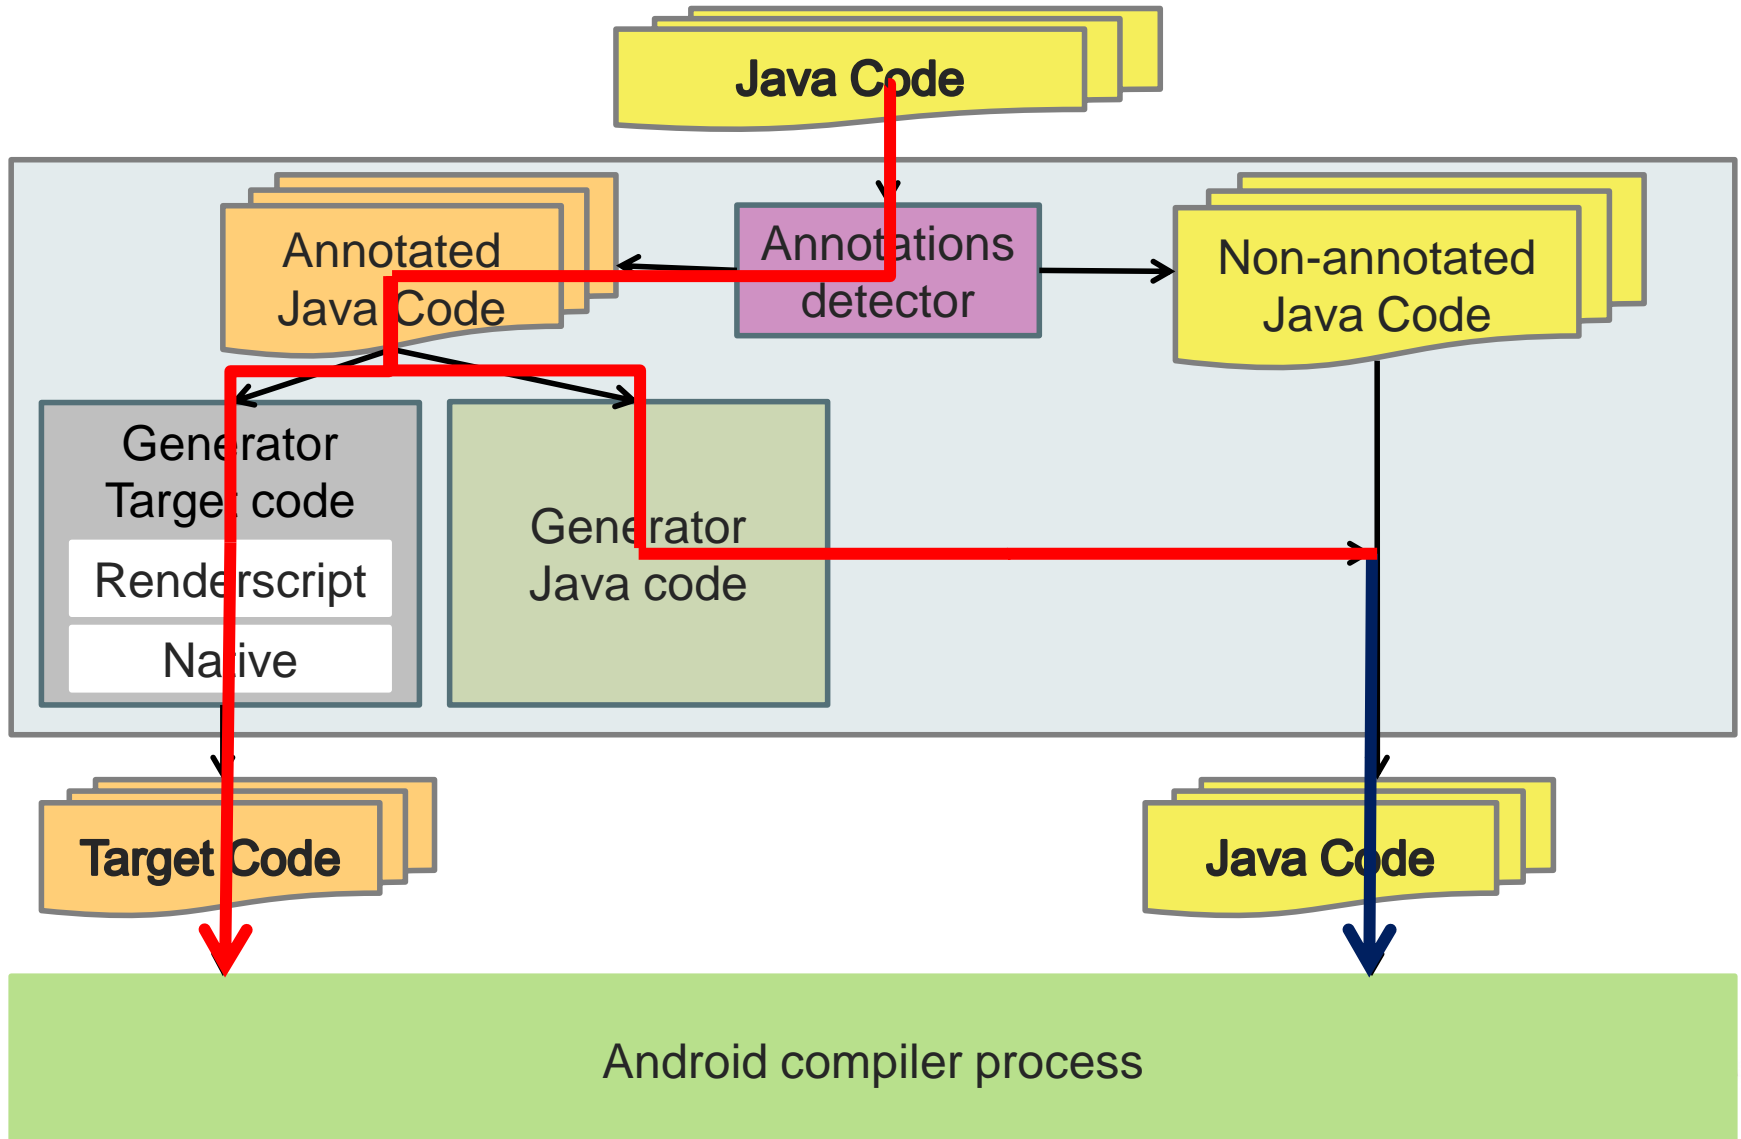 Java Code
Annotated
Java Code
Annotations
detector
Non-annotated
Java Code
Generator
Target code
Renderscript
Native
Generator
Java code
Target Code
Java Code
Android compiler process